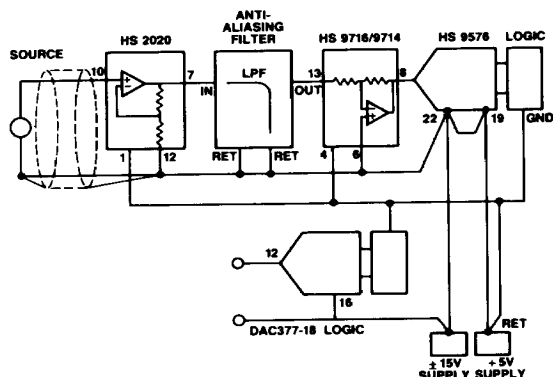 ANTI-
ALIASING
FILTER
HS 2020
HS 9716/9714
HS 9576
LOGIC
SOURCE
10
7
IN
LPF
13
OUT
8
22
19
GND
1
12
RET
RET
4
6
12
16
DAC377-18 LOGIC
RET
± 15V
SUPPLY
+ 5V
SUPPLY